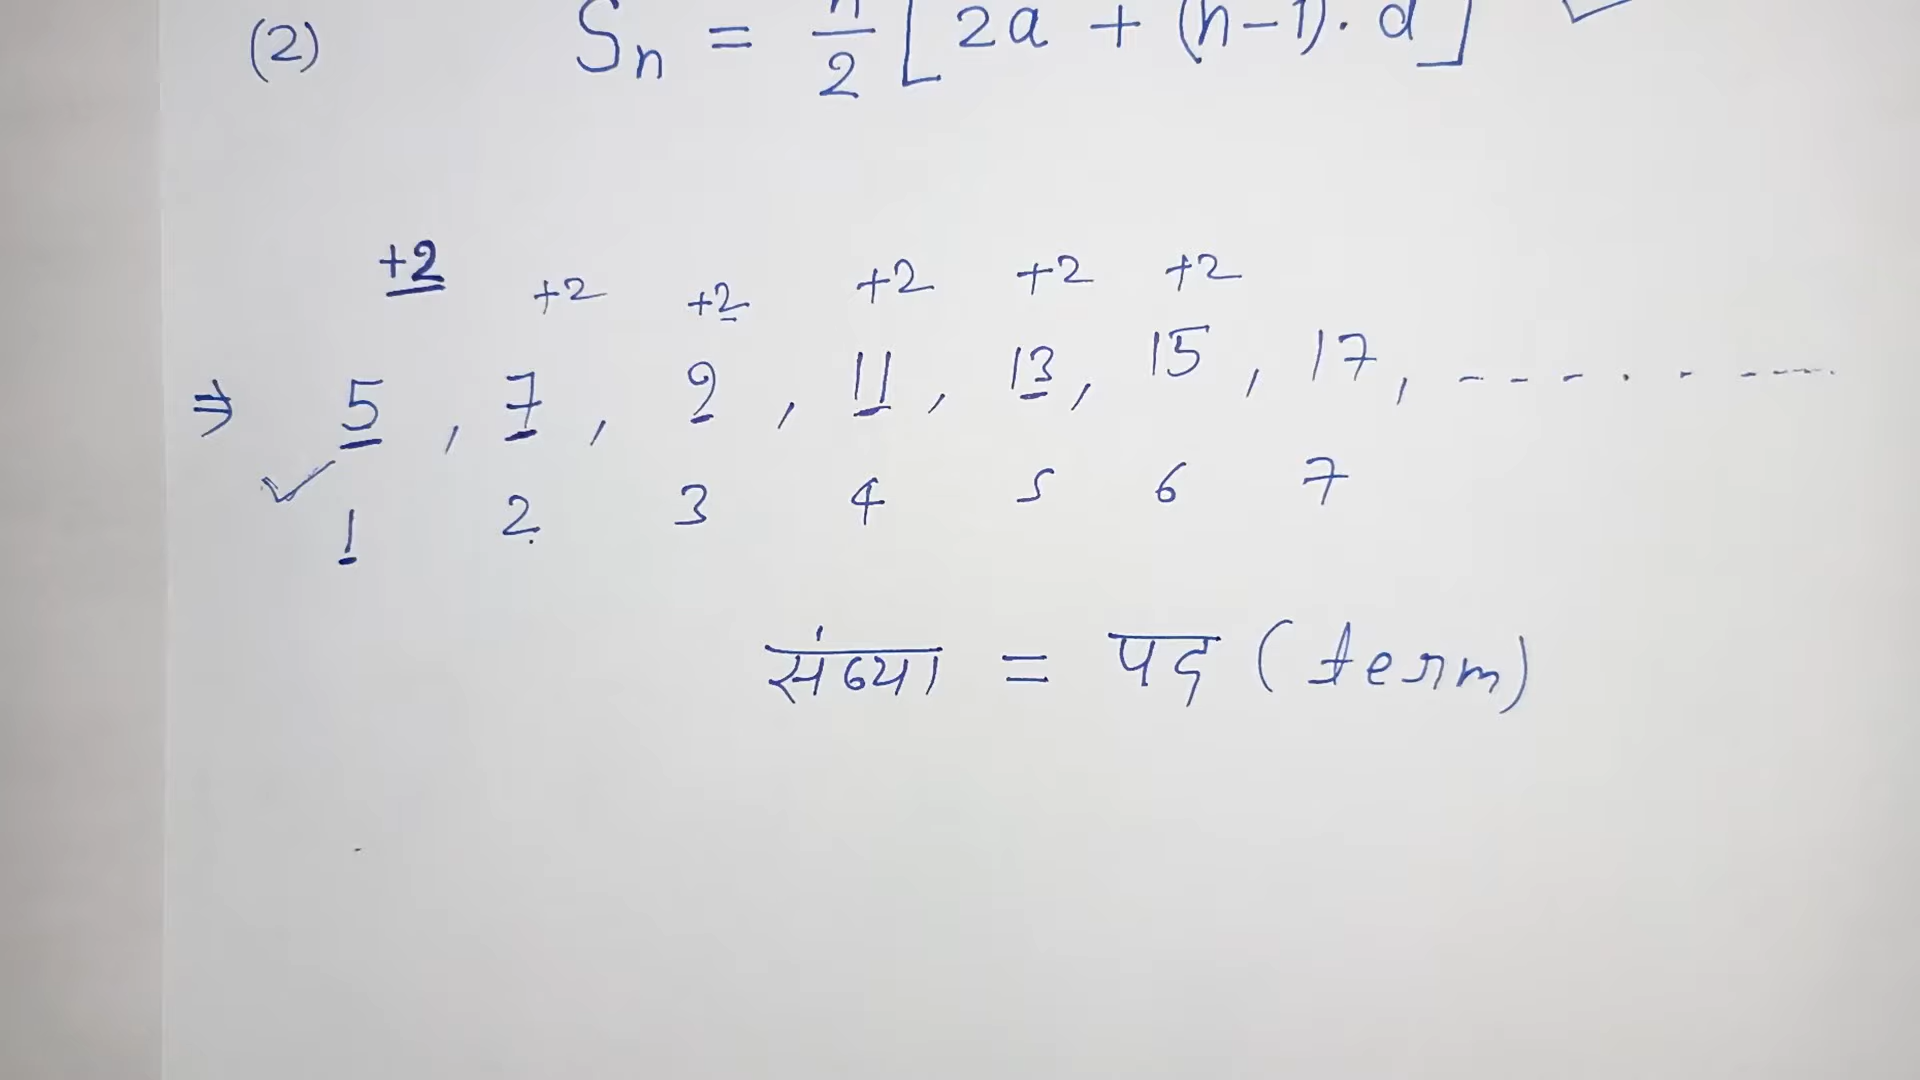 (2) Sn = n/2 [2a + (n-1).d]
+2 +2 +2 +2 +2 +2
⇒ 5, 7, 9, 11, 13, 15, 17, - - - . - - ----.
✓
1 2 3 4 5 6 7
संख्या = पद (term)